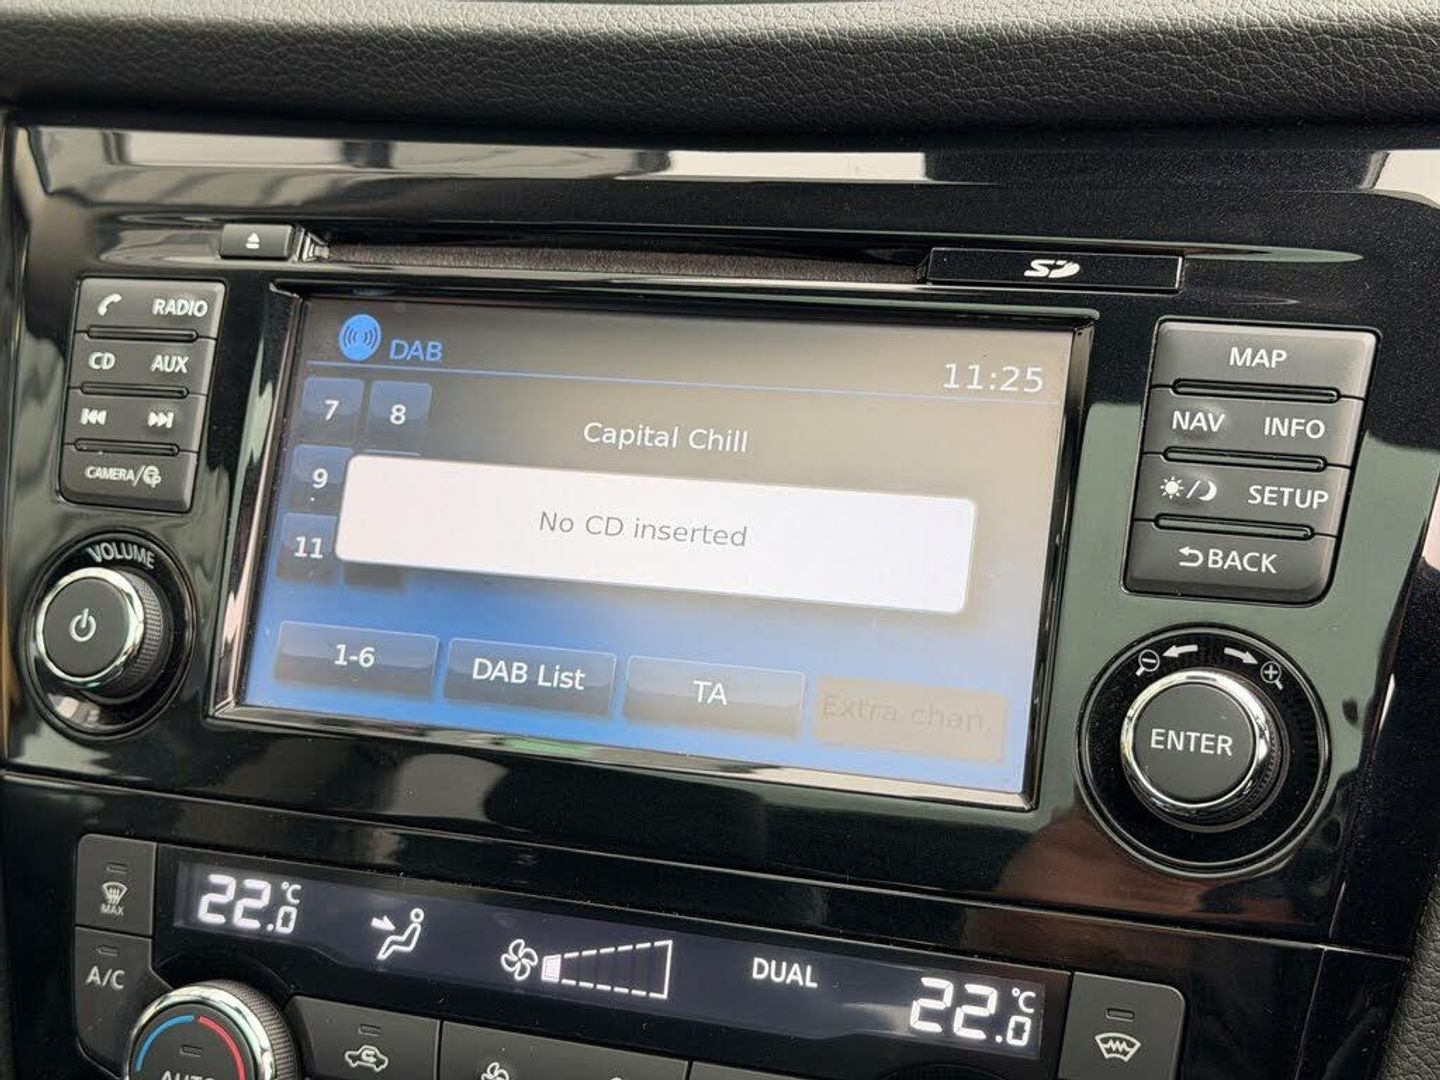 SD
RADIO
CD AUX
CAMERA/
VOLUME
DAB
11:25
7 8
Capital Chill
9
No CD inserted
11
1-6 DAB List TA Extra chan.
MAP
NAV INFO
SETUP
BACK
ENTER
MAX
22.0 °C
DUAL
22.0 °C
A/C
AUTO